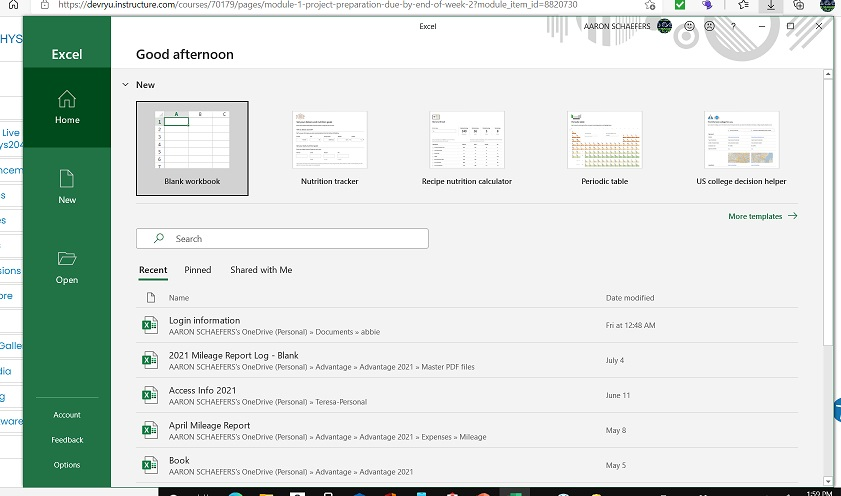 https://devryu.instructure.com/courses/70179/pages/module-1-project-preparation-due-by-end-of-week-2?module_item_id=8820730
Excel
AARON SCHAEFERS
?
HYS
Live
ys204
ncem
s
es
sions
ore
Galle
dia
g
ware
Excel
Home
New
Open
Account
Feedback
Options
Good afternoon
New
A B C
1
2
3
4
5
6
7
Blank workbook
Nutrition tracker
Recipe nutrition calculator
Periodic table
US college decision helper
More templates
Search
Recent Pinned Shared with Me
Name Date modified
Login information
AARON SCHAEFERS's OneDrive (Personal) » Documents » abbie
Fri at 12:48 AM
2021 Mileage Report Log - Blank
AARON SCHAEFERS's OneDrive (Personal) » Advantage » Advantage 2021 » Master PDF files
July 4
Access Info 2021
AARON SCHAEFERS's OneDrive (Personal) » Teresa-Personal
June 11
April Mileage Report
AARON SCHAEFERS's OneDrive (Personal) » Advantage » Advantage 2021 » Expenses » Mileage
May 8
Book
AARON SCHAEFERS's OneDrive (Personal) » Advantage » Advantage 2021
May 5
1:59 PM